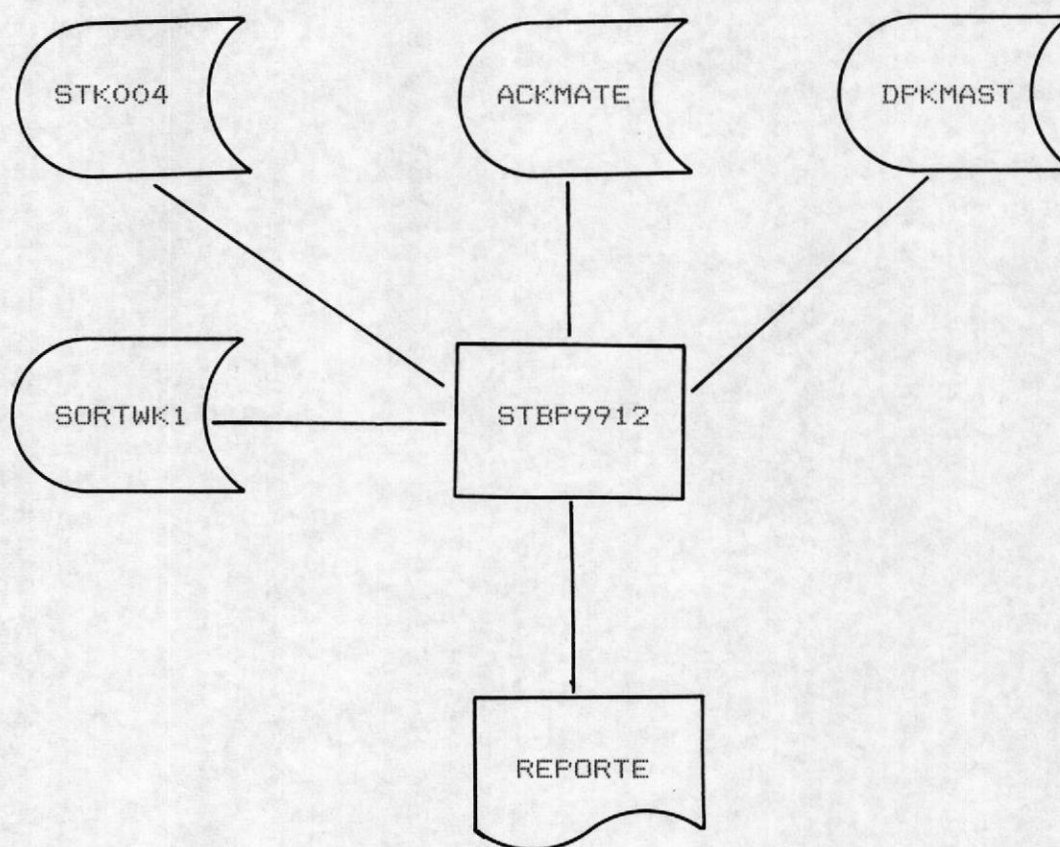 STK004
ACKMATE
DPKMAST
SORTWK1
STBP9912
REPORTE